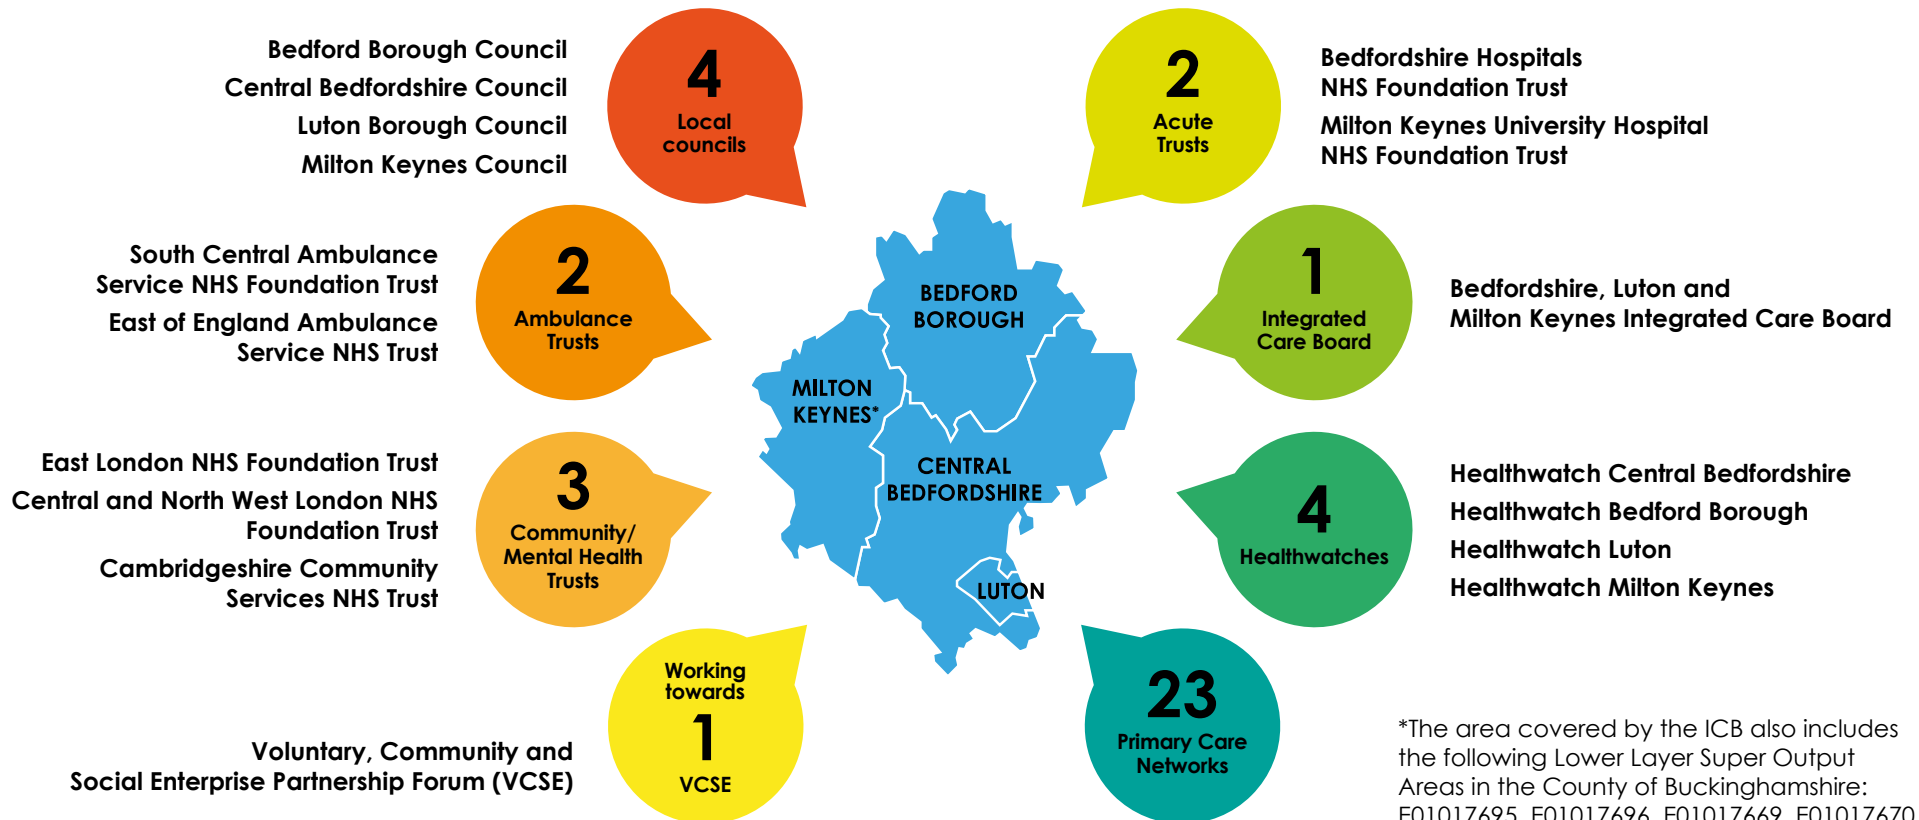 Bedford Borough Council
Central Bedfordshire Council
Luton Borough Council
Milton Keynes Council
4
Local
councils
2
Acute
Trusts
Bedfordshire Hospitals
NHS Foundation Trust
Milton Keynes University Hospital
NHS Foundation Trust
South Central Ambulance
Service NHS Foundation Trust
East of England Ambulance
Service NHS Trust
2
Ambulance
Trusts
1
Integrated
Care Board
Bedfordshire, Luton and
Milton Keynes Integrated Care Board
BEDFORD
BOROUGH
MILTON
KEYNES*
CENTRAL
BEDFORDSHIRE
LUTON
East London NHS Foundation Trust
Central and North West London NHS
Foundation Trust
Cambridgeshire Community
Services NHS Trust
3
Community/
Mental Health
Trusts
4
Healthwatches
Healthwatch Central Bedfordshire
Healthwatch Bedford Borough
Healthwatch Luton
Healthwatch Milton Keynes
Voluntary, Community and
Social Enterprise Partnership Forum (VCSE)
Working
towards
1
VCSE
23
Primary Care
Networks
*The area covered by the ICB also includes
the following Lower Layer Super Output
Areas in the County of Buckinghamshire:
E01017695, E01017696, E01017669, E01017670